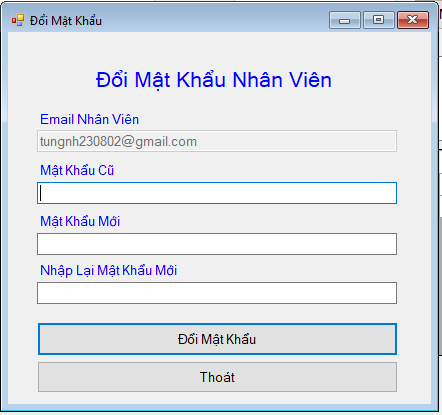 Đổi Mật Khẩu
Đổi Mật Khẩu Nhân Viên
Email Nhân Viên
tungnh230802@gmail.com
Mật Khẩu Cũ
Mật Khẩu Mới
Nhập Lại Mật Khẩu Mới
Đổi Mật Khẩu
Thoát